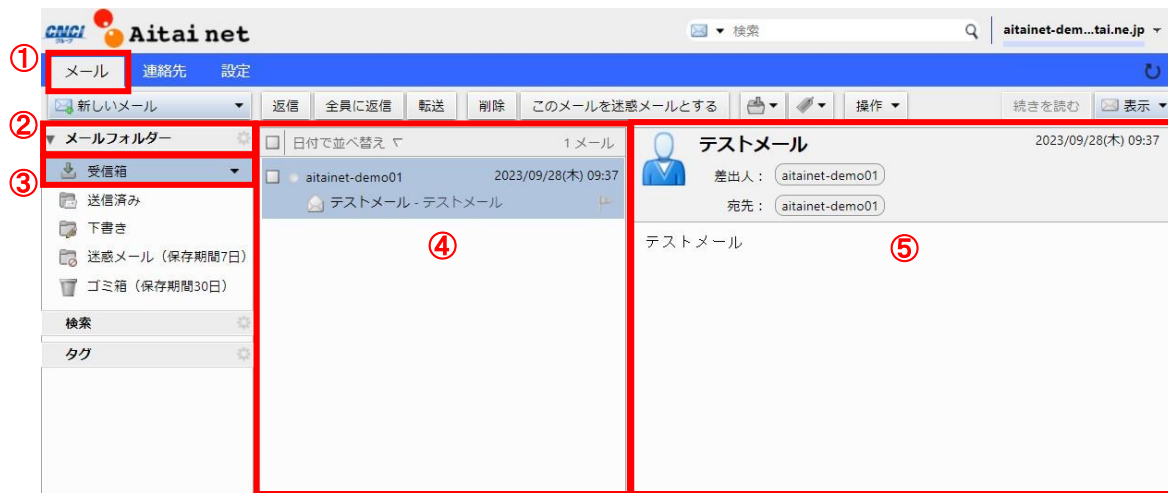 CNCI グループ Aitai net
検索
aitainet-dem...tai.ne.jp
① メール 連絡先 設定
新しいメール 返信 全員に返信 転送 削除 このメールを迷惑メールとする 操作 続きを読む 表示
② メールフォルダー
③ 受信箱
送信済み
下書き
迷惑メール（保存期間7日）
ゴミ箱（保存期間30日）
検索
タグ
日付で並べ替え 1 メール
aitainet-demo01 2023/09/28(木) 09:37
テストメール - テストメール
④
テストメール 2023/09/28(木) 09:37
差出人： aitainet-demo01
宛先： aitainet-demo01
テストメール
⑤